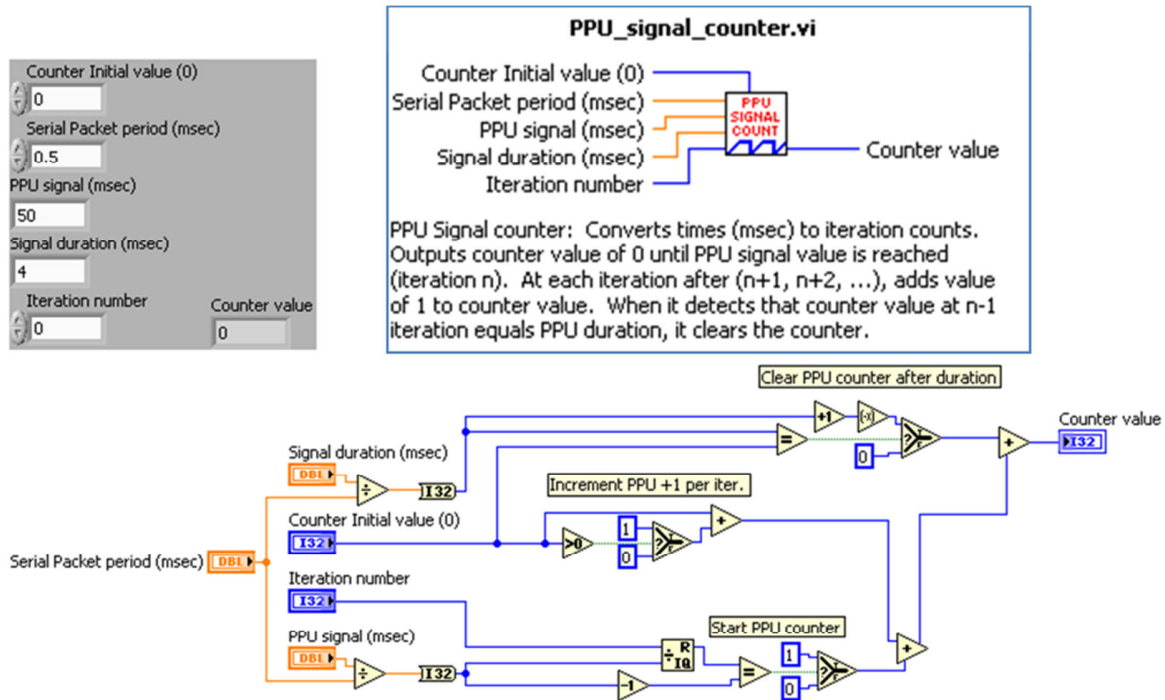 PPU_signal_counter.vi
Counter Initial value (0)
0
Serial Packet period (msec)
0.5
PPU signal (msec)
50
Signal duration (msec)
4
Iteration number
0
Counter value
0
Counter Initial value (0)
Serial Packet period (msec)
PPU signal (msec)
Signal duration (msec)
Iteration number
PPU
SIGNAL
COUNT
Counter value
PPU Signal counter: Converts times (msec) to iteration counts.
Outputs counter value of 0 until PPU signal value is reached
(iteration n). At each iteration after (n+1, n+2, ...), adds value
of 1 to counter value. When it detects that counter value at n-1
iteration equals PPU duration, it clears the counter.
Clear PPU counter after duration
+1
(-x)
=
?
T
F
0
+
Counter value
I32
Signal duration (msec)
DBL
÷
I32
Increment PPU +1 per iter.
Counter Initial value (0)
I32
>0
1
0
?
T
F
+
Serial Packet period (msec)
DBL
Iteration number
I32
PPU signal (msec)
DBL
÷
I32
÷
R
IQ
-1
=
Start PPU counter
1
0
?
T
F
+